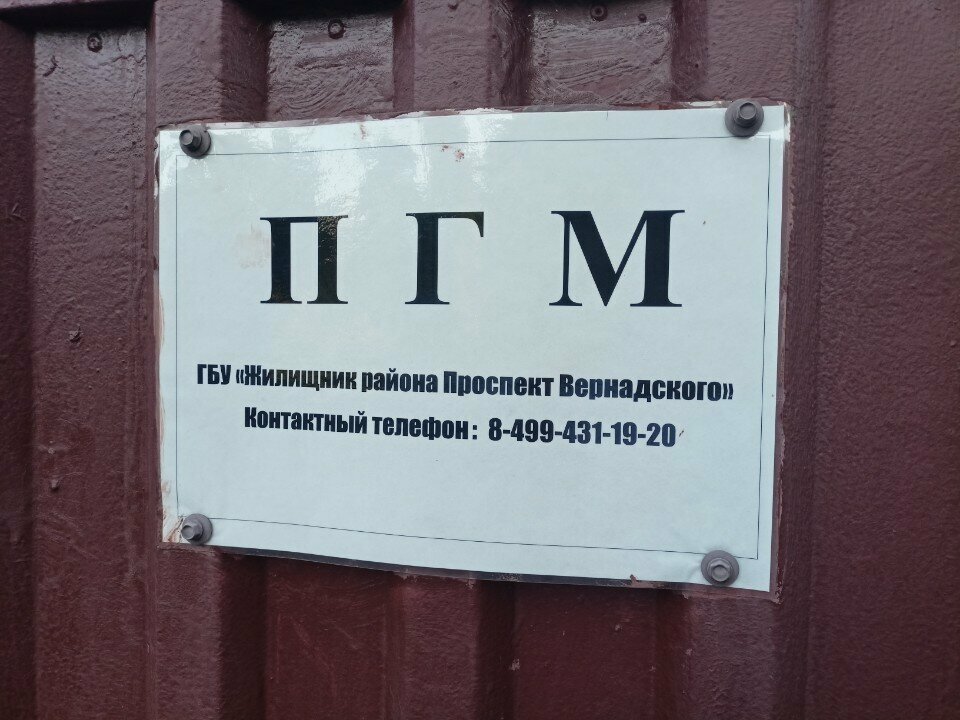 П Г М
ГБУ «Жилищник района Проспект Вернадского»
Контактный телефон : 8-499-431-19-20